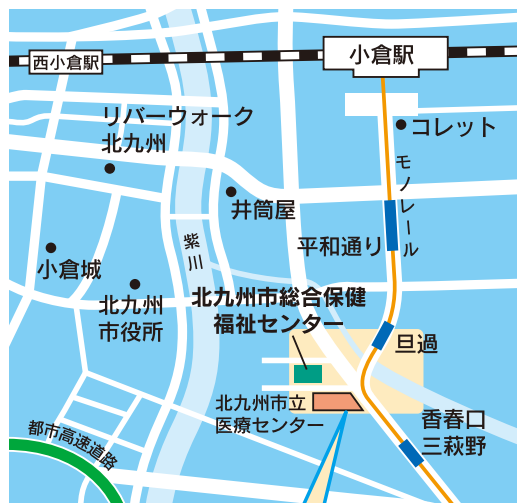 小倉駅
西小倉駅
リバーウォーク
北九州
コレット
モノレール
井筒屋
平和通り
紫川
小倉城
北九州
市役所
北九州市総合保健
福祉センター
旦過
北九州市立
医療センター
香春口
三萩野
都市高速道路